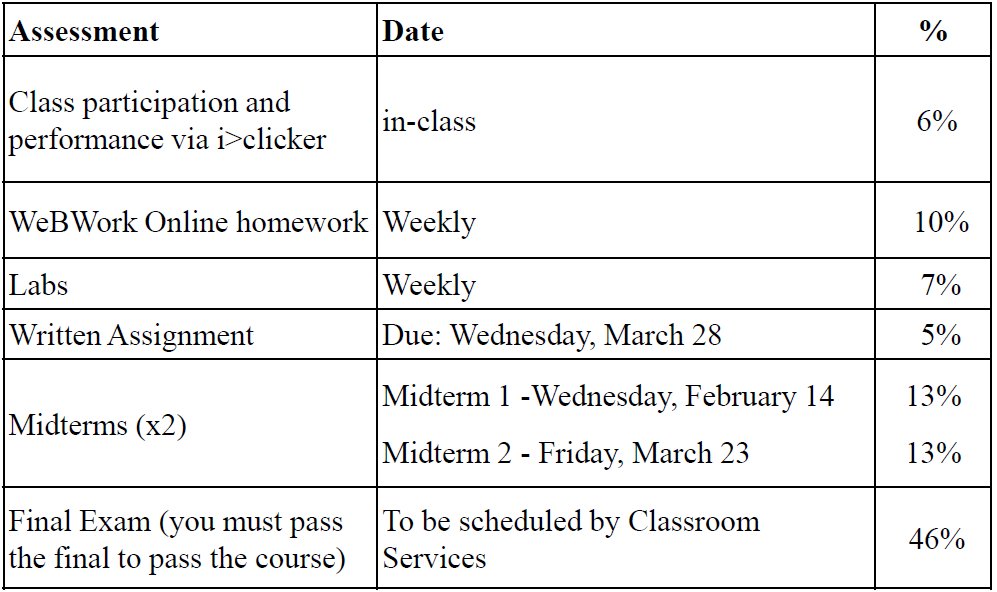 Assessment Date %
Class participation and
performance via i>clicker
in-class
6%
WeBWork Online homework Weekly 10%
Labs Weekly 7%
Written Assignment Due: Wednesday, March 28 5%
Midterms (x2)
Midterm 1 -Wednesday, February 14 13%
Midterm 2 - Friday, March 23 13%
Final Exam (you must pass
the final to pass the course)
To be scheduled by Classroom
Services
46%